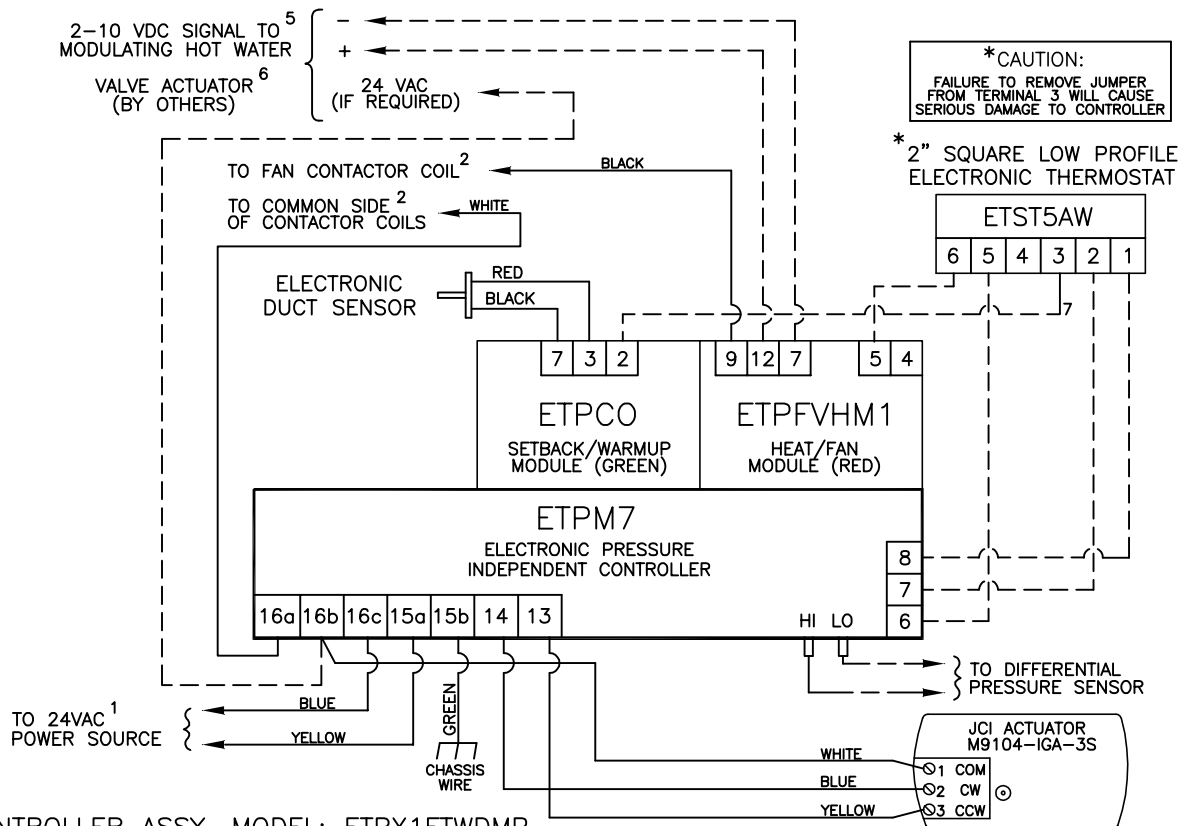 2-10 VDC SIGNAL TO 5
MODULATING HOT WATER
VALVE ACTUATOR 6
(BY OTHERS)
-
+
24 VAC
(IF REQUIRED)
*CAUTION:
FAILURE TO REMOVE JUMPER
FROM TERMINAL 3 WILL CAUSE
SERIOUS DAMAGE TO CONTROLLER
*2" SQUARE LOW PROFILE
ELECTRONIC THERMOSTAT
ETST5AW
6 5 4 3 2 1
TO FAN CONTACTOR COIL 2
BLACK
TO COMMON SIDE 2
OF CONTACTOR COILS
WHITE
ELECTRONIC
DUCT SENSOR
RED
BLACK
7
7 3 2
9 12 7
5 4
ETPCO
SETBACK/WARMUP
MODULE (GREEN)
ETPFVHM1
HEAT/FAN
MODULE (RED)
ETPM7
ELECTRONIC PRESSURE
INDEPENDENT CONTROLLER
8
7
6
16a 16b 16c 15a 15b 14 13
HI LO
TO DIFFERENTIAL
PRESSURE SENSOR
TO 24VAC 1
POWER SOURCE
BLUE
YELLOW
GREEN
CHASSIS
WIRE
WHITE
BLUE
YELLOW
JCI ACTUATOR
M9104-IGA-3S
1 COM
2 CW
3 CCW